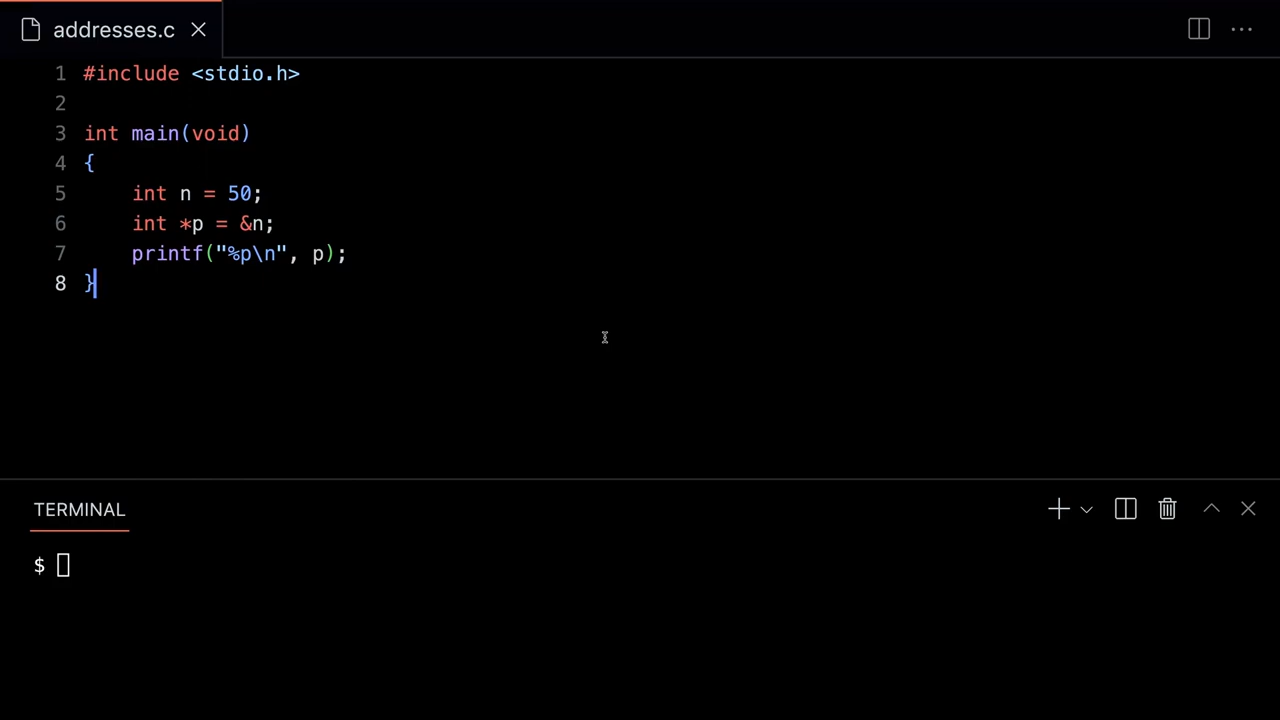 addresses.c
1 #include <stdio.h>
2
3 int main(void)
4 {
5     int n = 50;
6     int *p = &n;
7     printf("%p\n", p);
8 }
TERMINAL
$